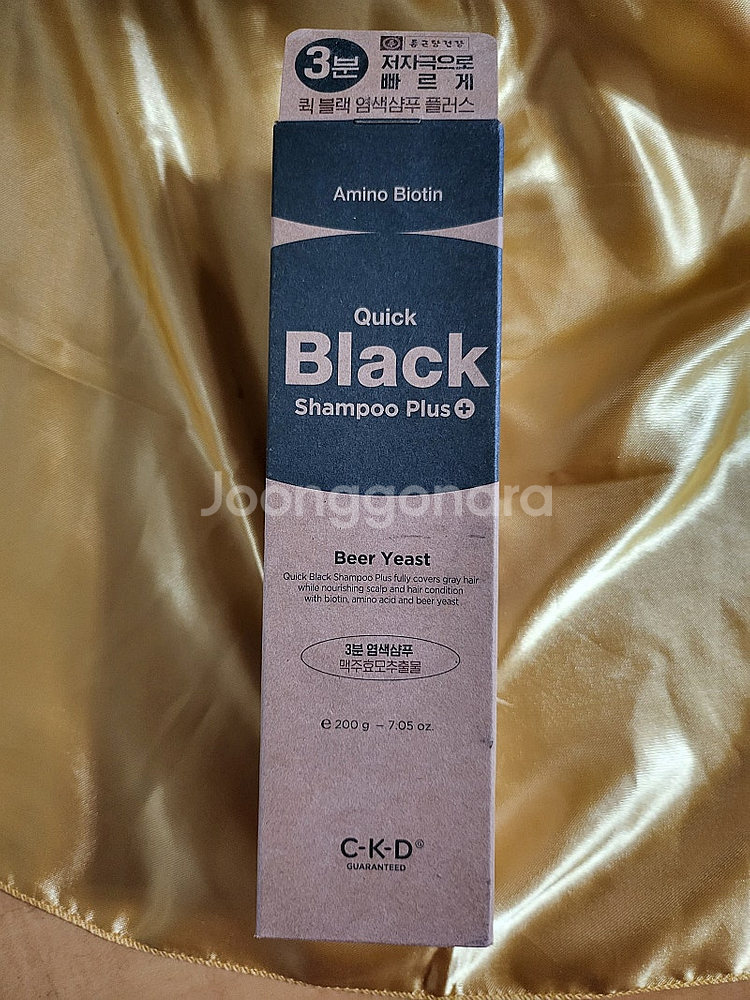 3분
종근당건강
저자극으로
빠르게
퀵 블랙 염색샴푸 플러스
Amino Biotin
Quick
Black
Shampoo Plus+
Joonggonara
Beer Yeast
Quick Black Shampoo Plus fully covers gray hair
while nourishing scalp and hair condition
with biotin, amino acid and beer yeast
3분 염색샴푸
맥주효모추출물
℮ 200 g – 7.05 oz.
C-K-D
GUARANTEED